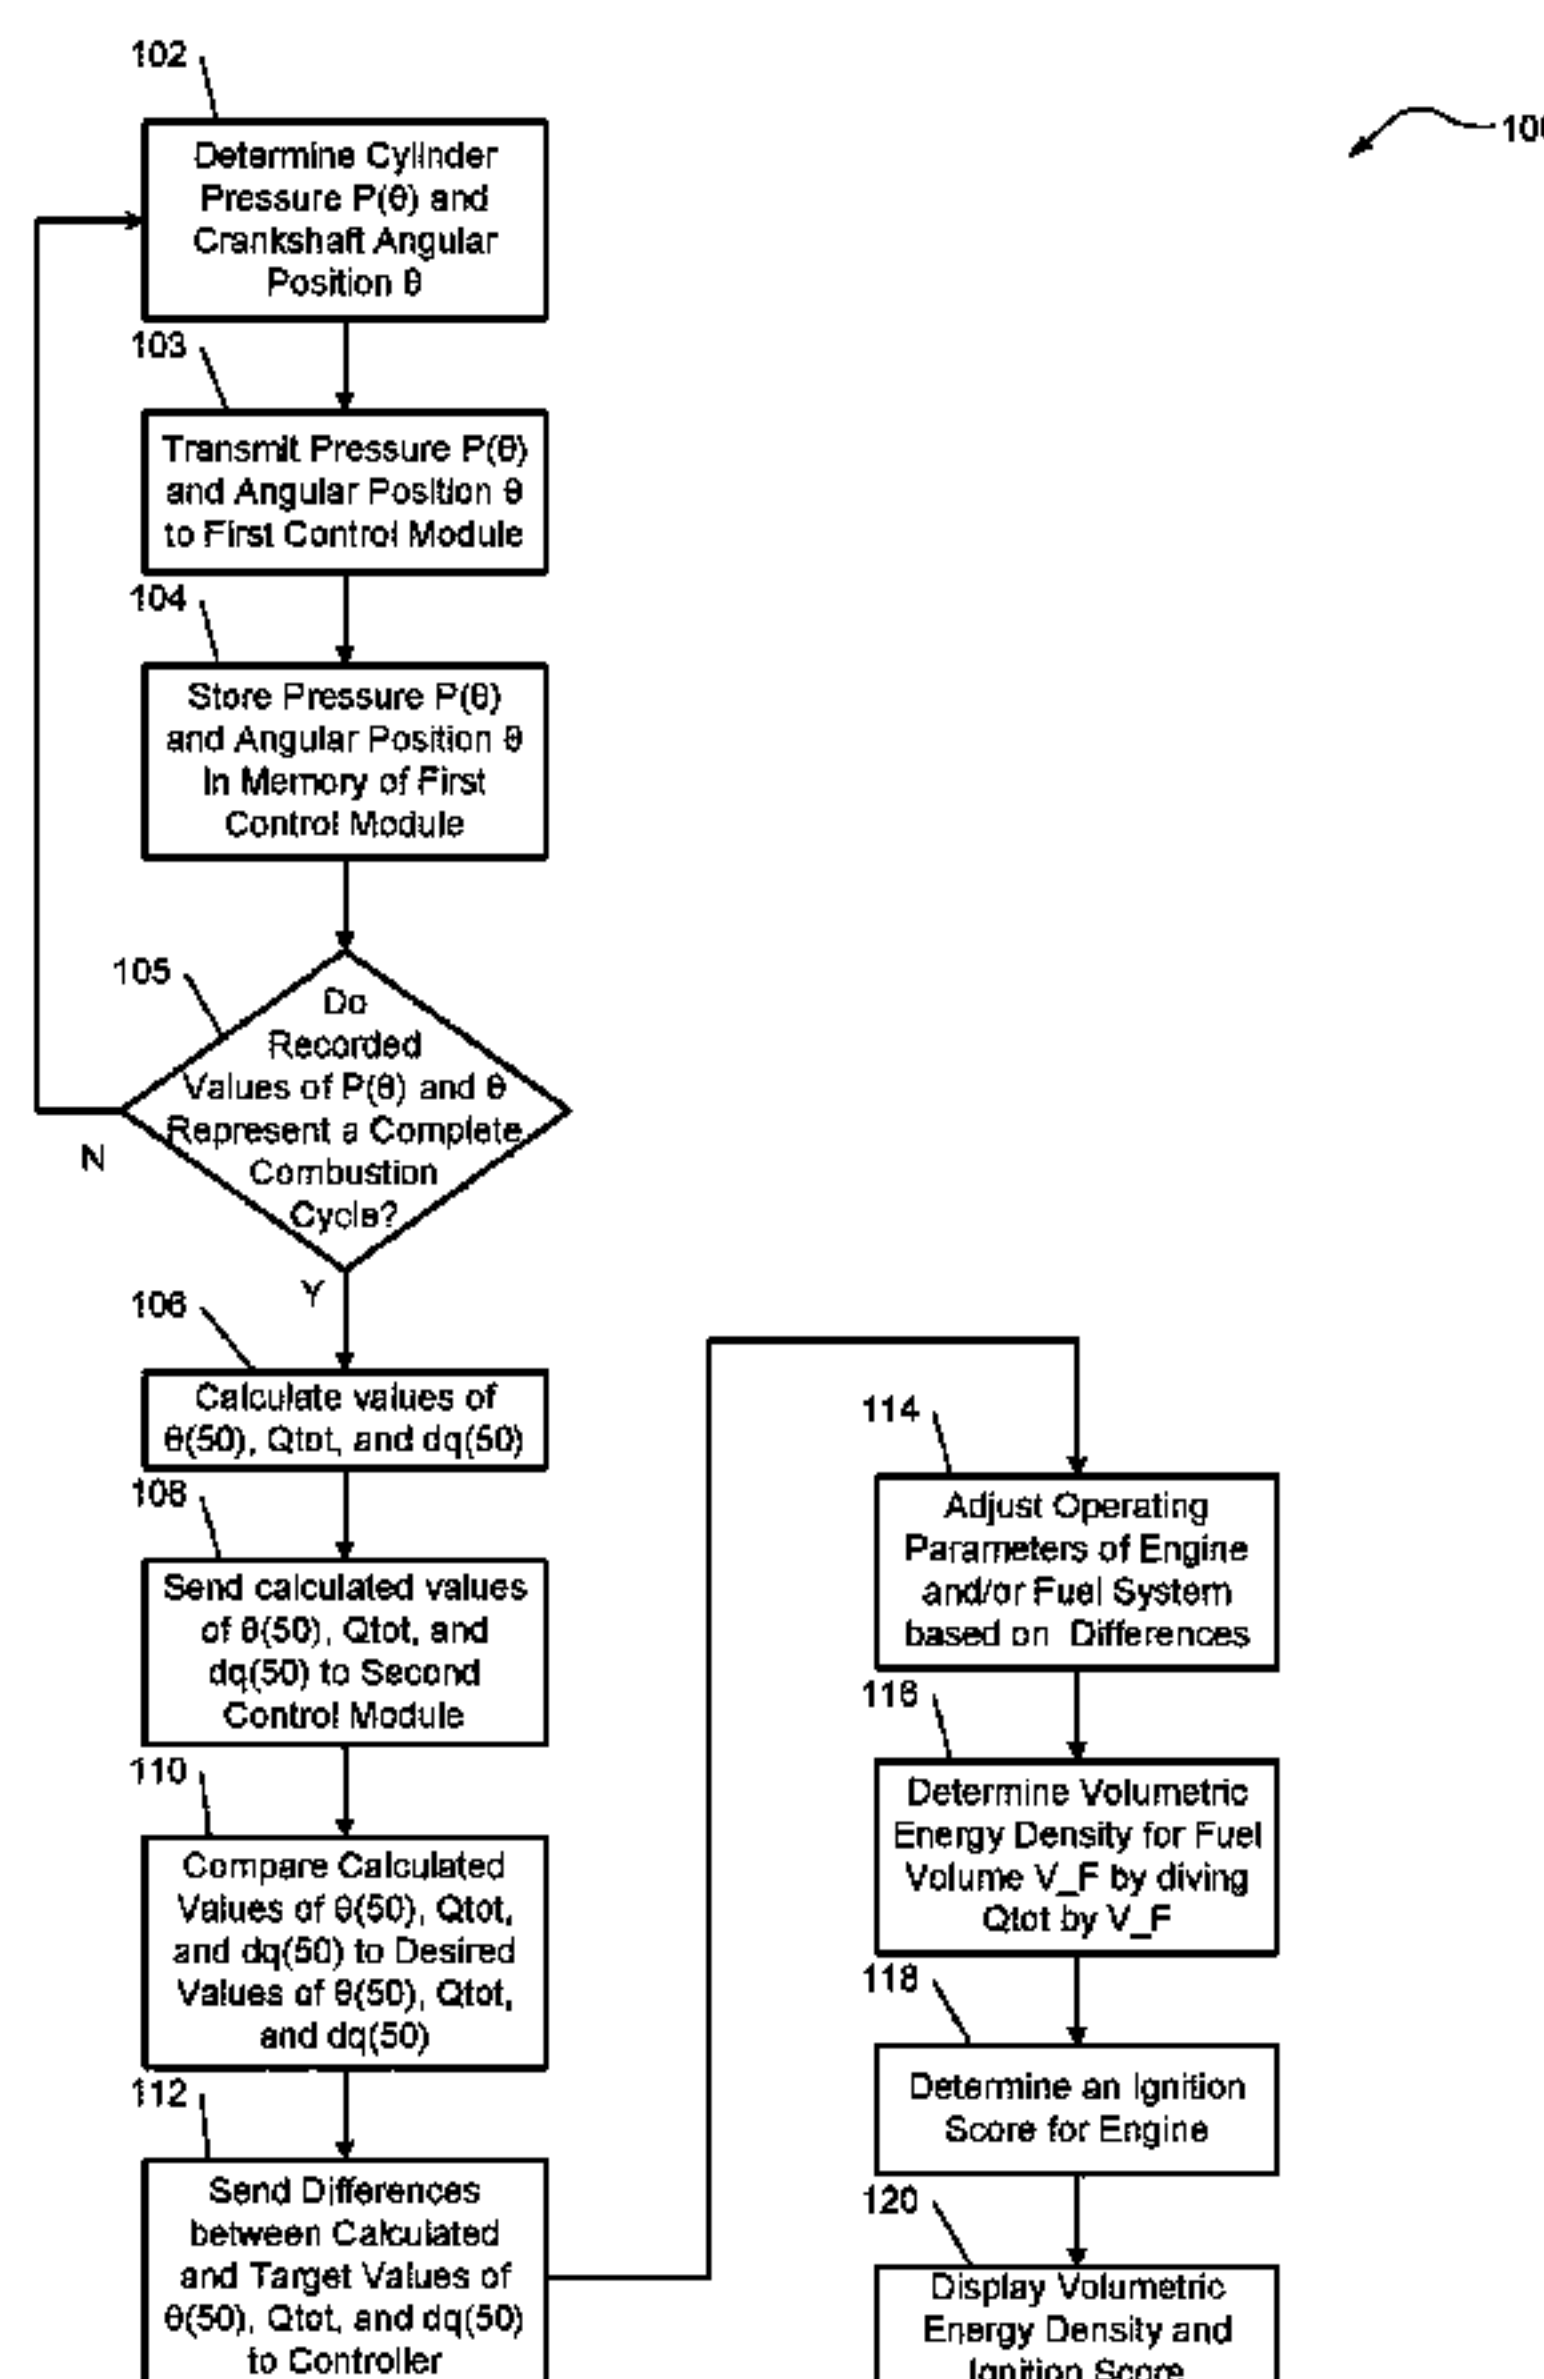 102
100
Determine Cylinder
Pressure P(θ) and
Crankshaft Angular
Position θ
103
Transmit Pressure P(θ)
and Angular Position θ
to First Control Module
104
Store Pressure P(θ)
and Angular Position θ
In Memory of First
Control Module
105
Do
Recorded
Values of P(θ) and θ
Represent a Complete
Combustion
Cycle?
N
Y
106
Calculate values of
θ(50), Qtot, and dq(50)
108
Send calculated values
of θ(50), Qtot, and
dq(50) to Second
Control Module
110
Compare Calculated
Values of θ(50), Qtot,
and dq(50) to Desired
Values of θ(50), Qtot,
and dq(50)
112
Send Differences
between Calculated
and Target Values of
θ(50), Qtot, and dq(50)
to Controller
114
Adjust Operating
Parameters of Engine
and/or Fuel System
based on Differences
116
Determine Volumetric
Energy Density for Fuel
Volume V_F by diving
Qtot by V_F
118
Determine an Ignition
Score for Engine
120
Display Volumetric
Energy Density and
Ignition Score